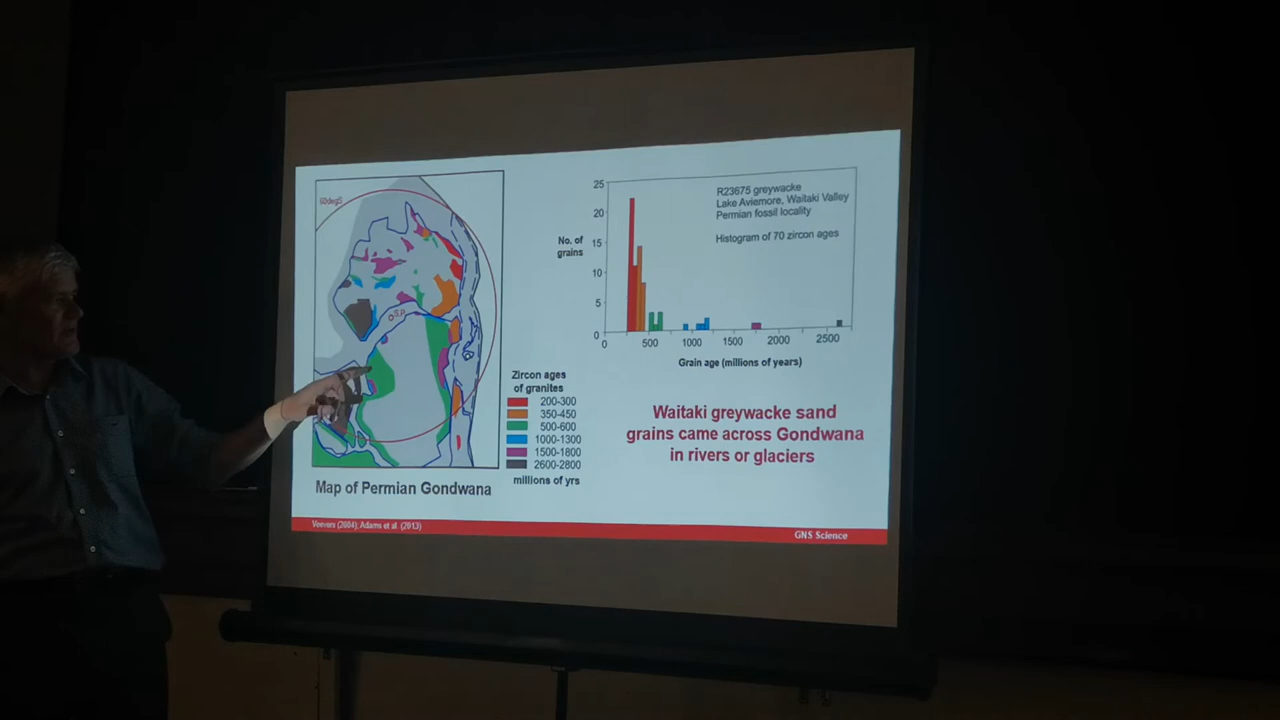 60degS
S.P.
Map of Permian Gondwana
Zircon ages
of granites
200-300
350-450
500-600
1000-1300
1500-1800
2600-2800
millions of yrs
25
20
15
10
5
0
No. of
grains
R23675 greywacke
Lake Aviemore, Waitaki Valley
Permian fossil locality
Histogram of 70 zircon ages
0
500
1000
1500
2000
2500
Grain age (millions of years)
Waitaki greywacke sand
grains came across Gondwana
in rivers or glaciers
Veevers (2004); Adams et al. (2013)
GNS Science